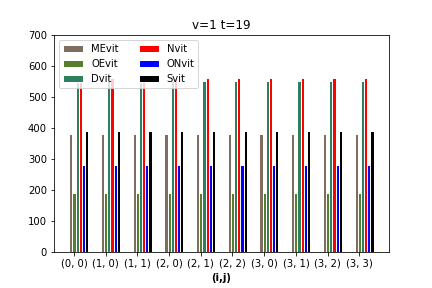 v=1 t=19
700
600
500
400
300
200
100
0
MEvit Nvit
OEvit ONvit
Dvit Svit
(0, 0) (1, 0) (1, 1) (2, 0) (2, 1) (2, 2) (3, 0) (3, 1) (3, 2) (3, 3)
(i,j)